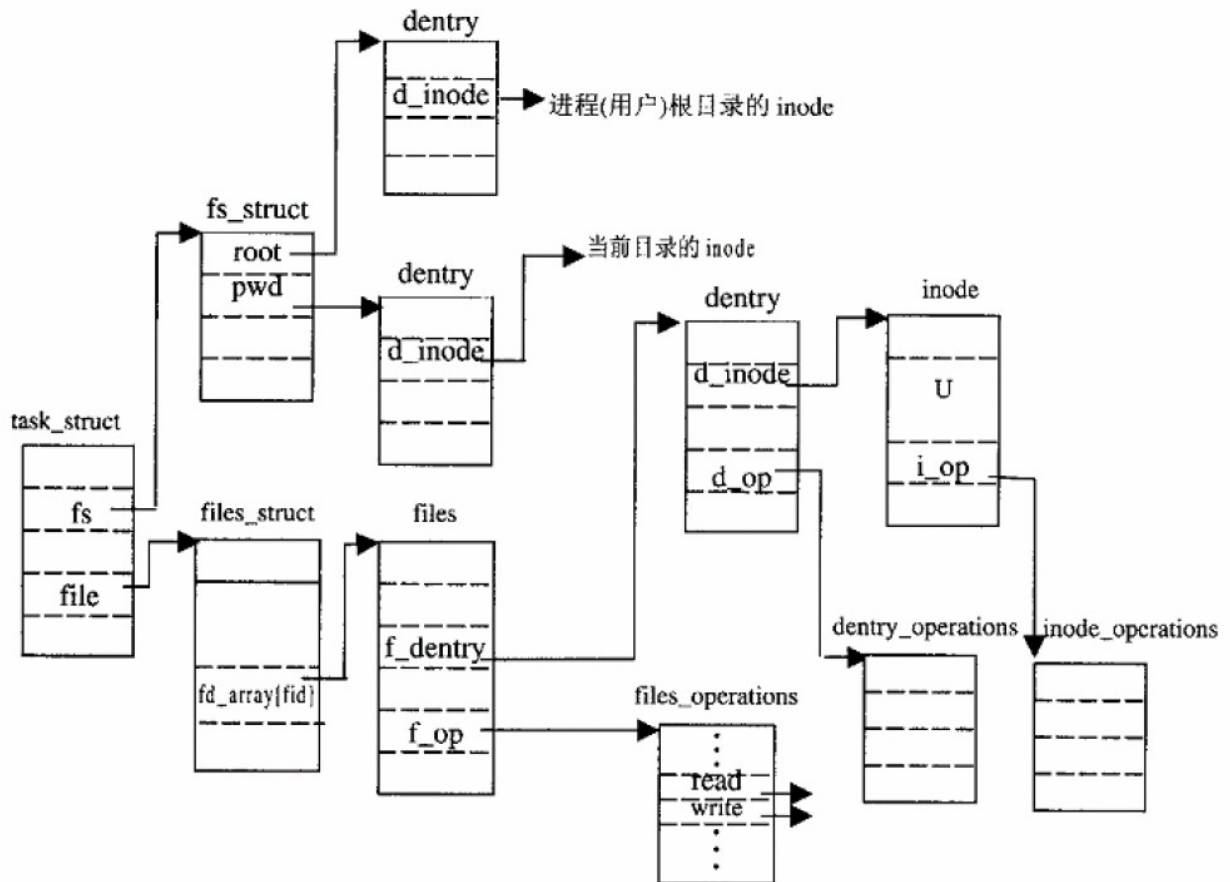 dentry
d_inode
进程(用户)根目录的 inode
fs_struct
root
pwd
当前目录的 inode
dentry
d_inode
dentry
d_inode
d_op
inode
U
i_op
task_struct
fs
file
files_struct
fd_array{fid}
files
f_dentry
f_op
files_operations
read
write
dentry_operations
inode_operations